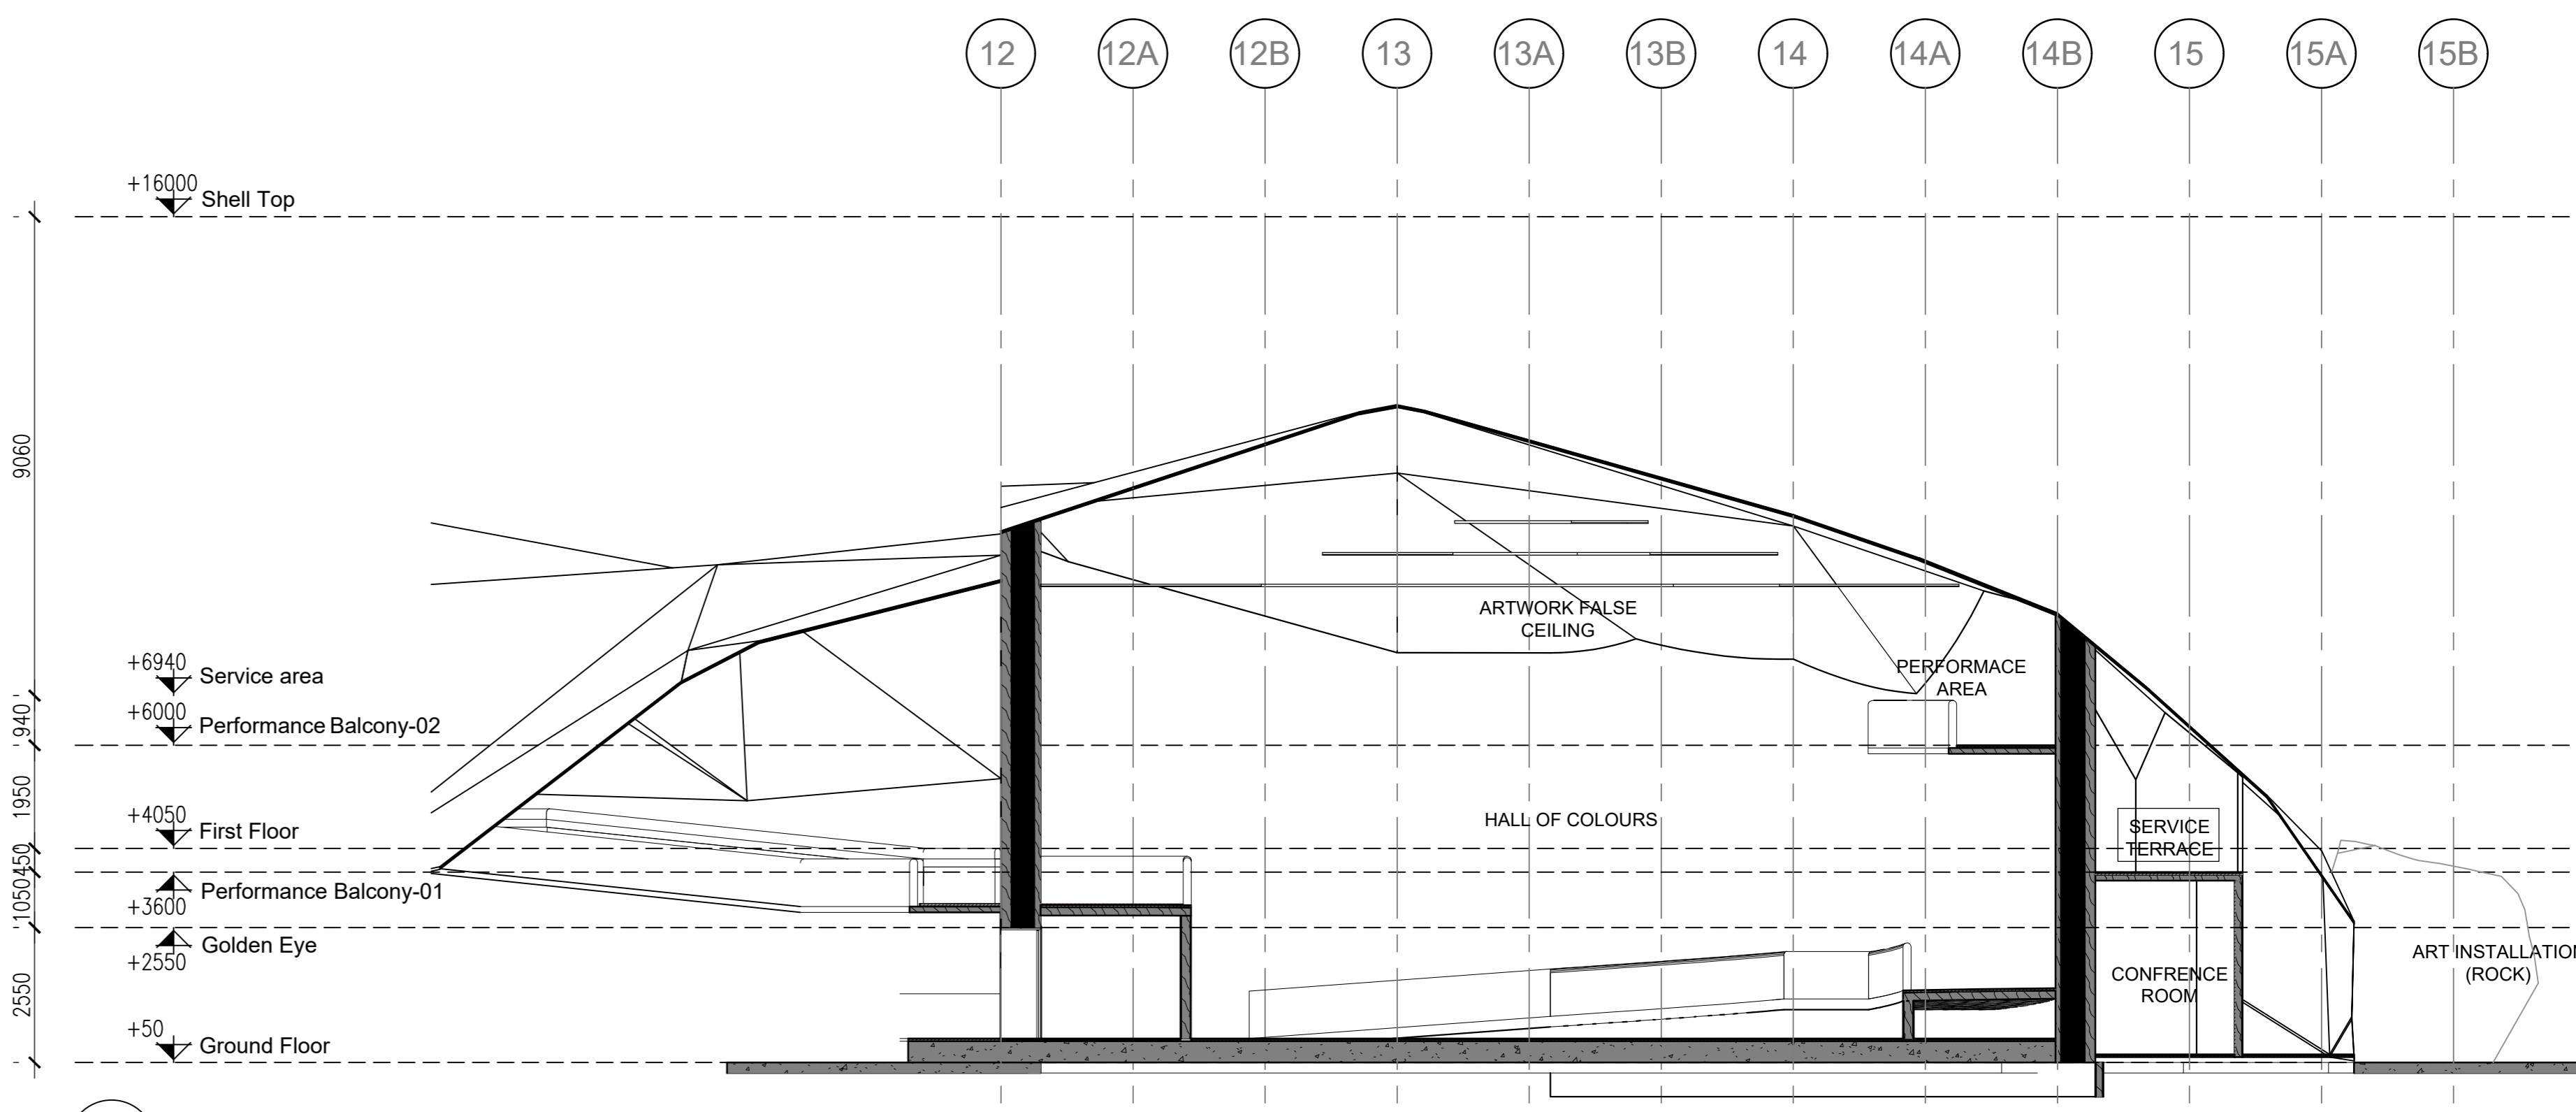 12 12A 12B 13 13A 13B 14 14A 14B 15 15A 15B
+16000
Shell Top
9060
ARTWORK FALSE
CEILING
+6940
Service area
PERFORMACE
AREA
940
+6000
Performance Balcony-02
1950
+4050
First Floor
HALL OF COLOURS
SERVICE
TERRACE
450
Performance Balcony-01
1050
+3600
Golden Eye
+2550
ART INSTALLATION
(ROCK)
CONFRENCE
ROOM
2550
+50
Ground Floor